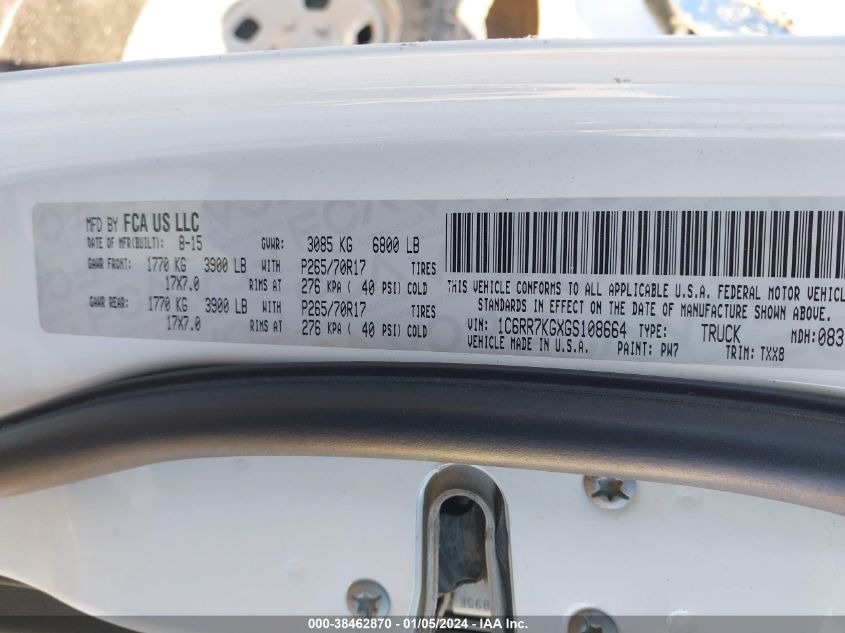 MFD BY FCA US LLC
DATE OF MFR(BUILT): 8-15 GVWR: 3085 KG 6800 LB
GAWR FRONT: 1770 KG 3900 LB WITH P265/70R17 TIRES
17X7.0 RIMS AT 276 KPA ( 40 PSI) COLD
GAWR REAR: 1770 KG 3900 LB WITH P265/70R17 TIRES
17X7.0 RIMS AT 276 KPA ( 40 PSI) COLD
THIS VEHICLE CONFORMS TO ALL APPLICABLE U.S.A. FEDERAL MOTOR
STANDARDS IN EFFECT ON THE DATE OF MANUFACTURE SHOWN ABOVE.
VIN: 1C6RR7KGXGS108664 TYPE: TRUCK MDH:083
VEHICLE MADE IN U.S.A. PAINT: PW7 TRIM: TXX8
000-38462870 - 01/05/2024 - IAA Inc.